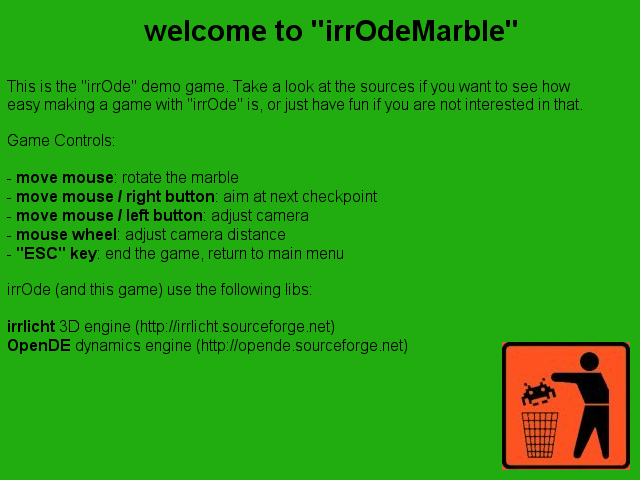 welcome to "irrOdeMarble"
This is the "irrOde" demo game. Take a look at the sources if you want to see how
easy making a game with "irrOde" is, or just have fun if you are not interested in that.
Game Controls:
- move mouse: rotate the marble
- move mouse / right button: aim at next checkpoint
- move mouse / left button: adjust camera
- mouse wheel: adjust camera distance
- "ESC" key: end the game, return to main menu
irrOde (and this game) use the following libs:
irrlicht 3D engine (http://irrlicht.sourceforge.net)
OpenDE dynamics engine (http://opende.sourceforge.net)